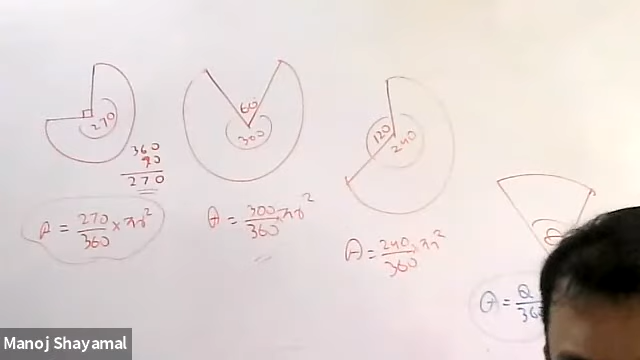 270
360
90
270
A = 270/360 × πr²
60
300
A = 300/360 × πr²
120
240
A = 240/360 × πr²
θ
A = θ/360
Manoj Shayamal